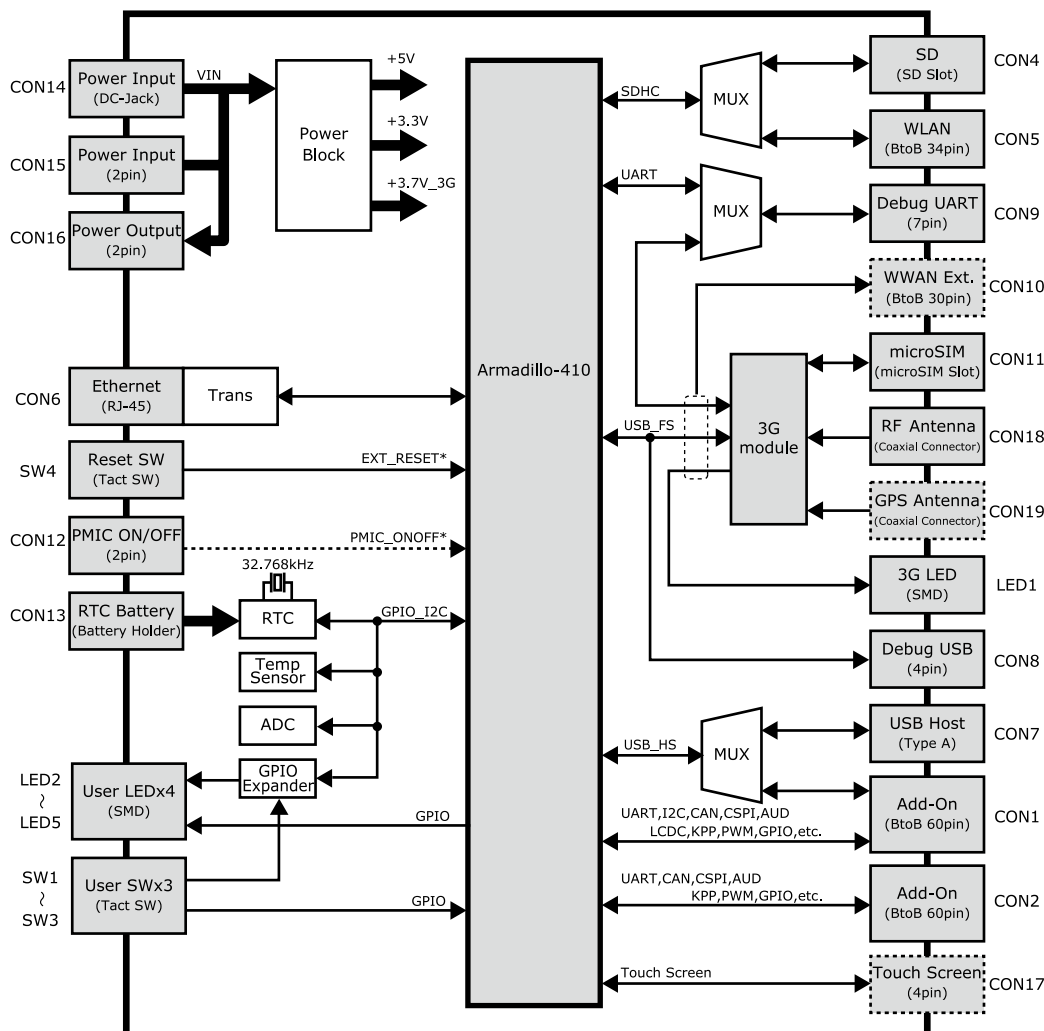 CON14
Power Input
(DC-Jack)
VIN
CON15
Power Input
(2pin)
CON16
Power Output
(2pin)
Power
Block
+5V
+3.3V
+3.7V_3G
CON6
Ethernet
(RJ-45)
Trans
SW4
Reset SW
(Tact SW)
EXT_RESET*
CON12
PMIC ON/OFF
(2pin)
PMIC_ONOFF*
CON13
RTC Battery
(Battery Holder)
32.768kHz
RTC
GPIO_I2C
Temp
Sensor
ADC
GPIO
Expander
LED2
~
LED5
User LEDx4
(SMD)
GPIO
SW1
~
SW3
User SWx3
(Tact SW)
GPIO
Armadillo-410
SDHC
MUX
SD
(SD Slot)
CON4
WLAN
(BtoB 34pin)
CON5
UART
MUX
Debug UART
(7pin)
CON9
WWAN Ext.
(BtoB 30pin)
CON10
microSIM
(microSIM Slot)
CON11
USB_FS
3G
module
RF Antenna
(Coaxial Connector)
CON18
GPS Antenna
(Coaxial Connector)
CON19
3G LED
(SMD)
LED1
Debug USB
(4pin)
CON8
USB_HS
MUX
USB Host
(Type A)
CON7
UART,I2C,CAN,CSPI,AUD
LCDC,KPP,PWM,GPIO,etc.
Add-On
(BtoB 60pin)
CON1
UART,CAN,CSPI,AUD
KPP,PWM,GPIO,etc.
Add-On
(BtoB 60pin)
CON2
Touch Screen
Touch Screen
(4pin)
CON17